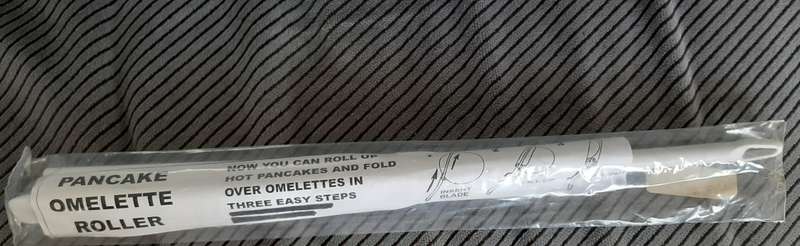 PANCAKE
OMELETTE
ROLLER
NOW YOU CAN ROLL
HOT PANCAKES AND FOLD
OVER OMELETTES IN
THREE EASY STEPS
INSERT
BLADE